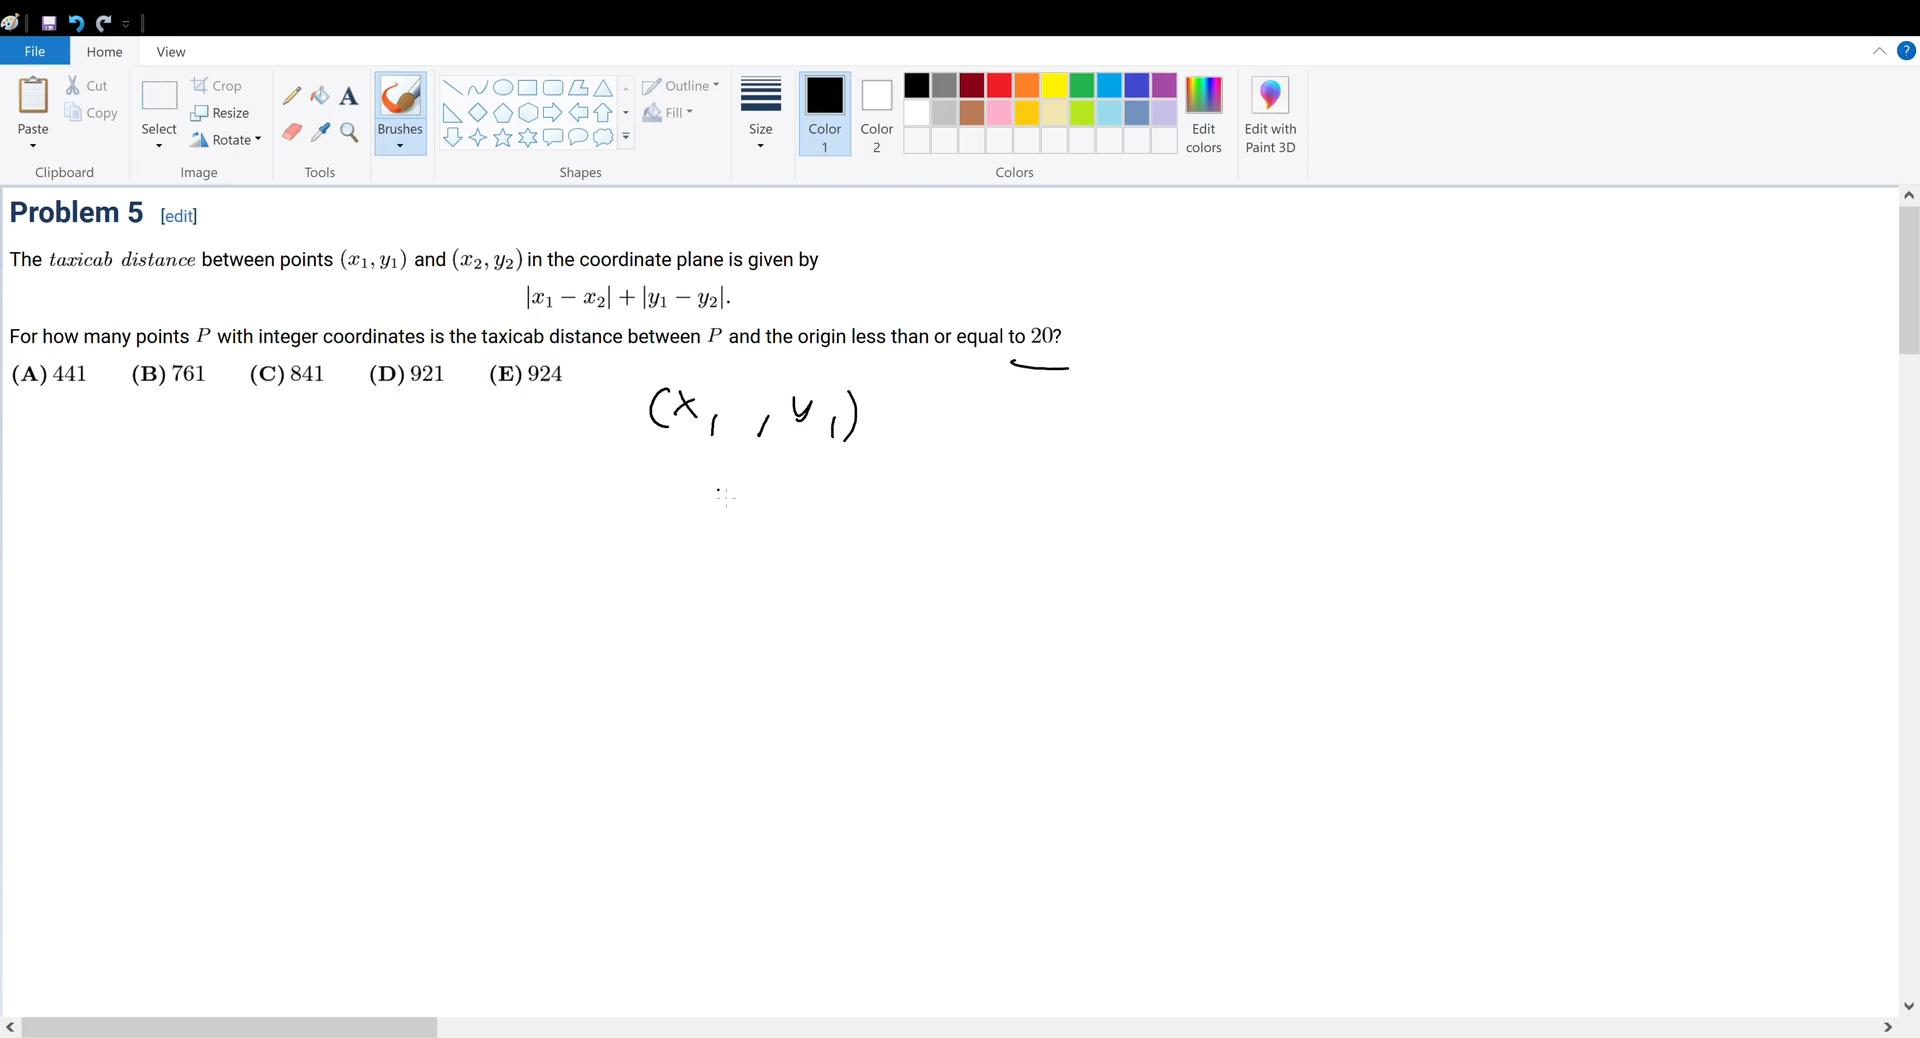 File Home View
Paste Cut Copy Clipboard
Select Crop Resize Rotate Image
A Tools
Brushes
Outline Fill Shapes
Size
Color 1 Color 2 Edit colors Colors
Edit with Paint 3D
?
Problem 5 [edit]
The taxicab distance between points (x₁, y₁) and (x₂, y₂) in the coordinate plane is given by
|x₁ − x₂| + |y₁ − y₂|.
For how many points P with integer coordinates is the taxicab distance between P and the origin less than or equal to 20?
(A) 441 (B) 761 (C) 841 (D) 921 (E) 924
(x₁, y₁)